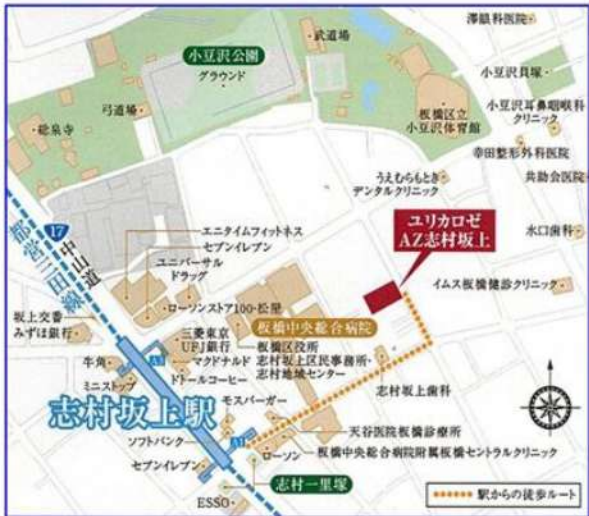 澤眼科医院
武道場
小豆沢公園
グラウンド
小豆沢貝塚
弓道場
小豆沢耳鼻咽喉科
クリニック
板橋区立
小豆沢体育館
総泉寺
幸田整形外科医院
うえむらもとき
デンタルクリニック
共助会医院
ユリカロゼ
AZ志村坂上
水口歯科
17
中山道
都営三田線
ユニタイムフィットネス
セブンイレブン
ユニバーサル
ドラッグ
イムス板橋健診クリニック
ローソンストア100・松屋
坂上交番
みずほ銀行
三菱東京
UFJ銀行
板橋中央総合病院
板橋区役所
志村坂上区民事務所・
志村地域センター
牛角
A3
マクドナルド
ミニストップ
ドトールコーヒー
志村坂上歯科
志村坂上駅
モスバーガー
天谷医院板橋診療所
ソフトバンク
A1
ローソン
板橋中央総合病院附属板橋セントラルクリニック
セブンイレブン
志村一里塚
ESSO
駅からの徒歩ルート